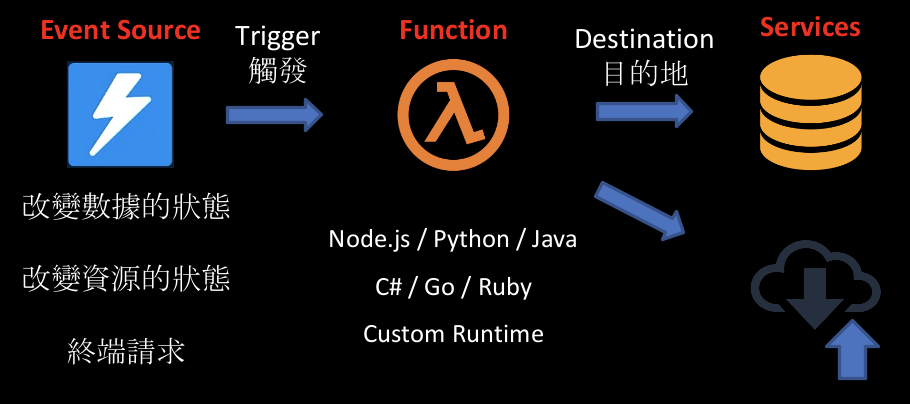 Event Source
Trigger
觸發
Function
Destination
目的地
Services
改變數據的狀態
改變資源的狀態
終端請求
Node.js / Python / Java
C# / Go / Ruby
Custom Runtime